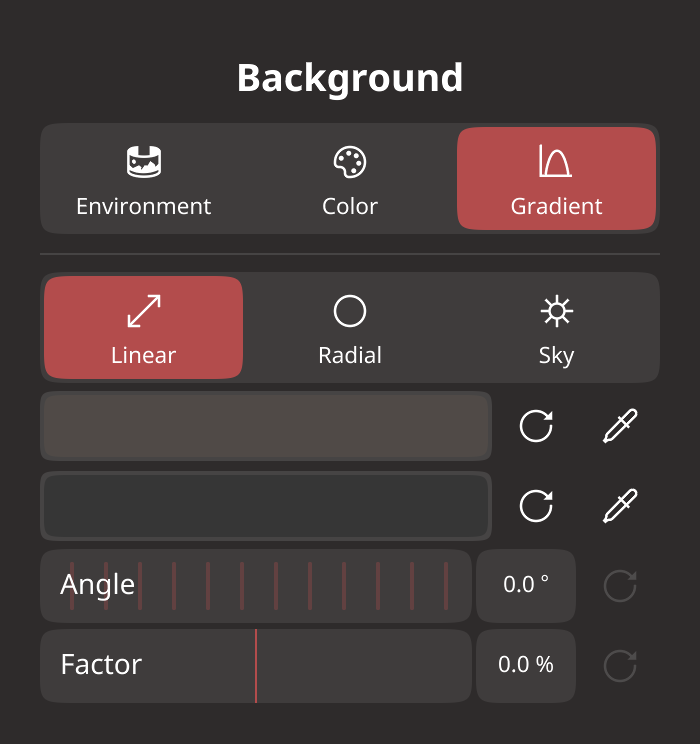 Background
Environment
Color
Gradient
Linear
Radial
Sky
Angle
0.0 °
Factor
0.0 %